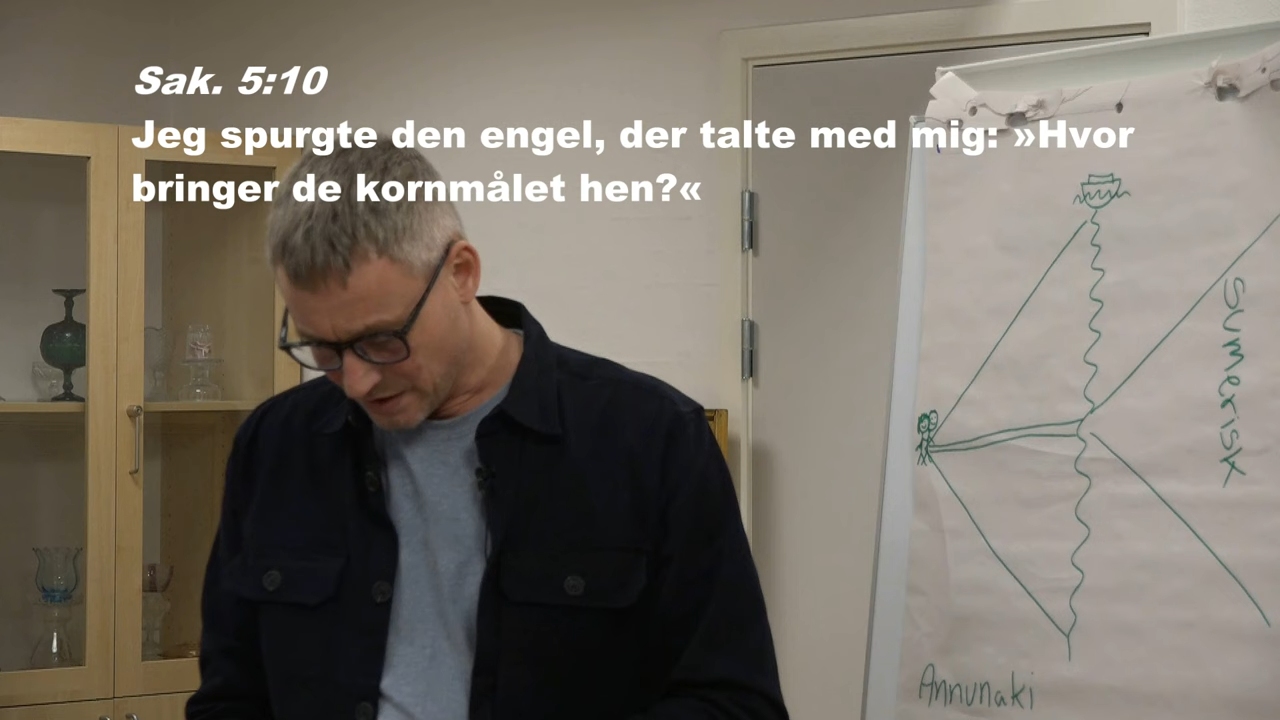 Sak. 5:10
Jeg spurgte den engel, der talte med mig: »Hvor
bringer de kornmålet hen?«
Sumerisk
Annunaki